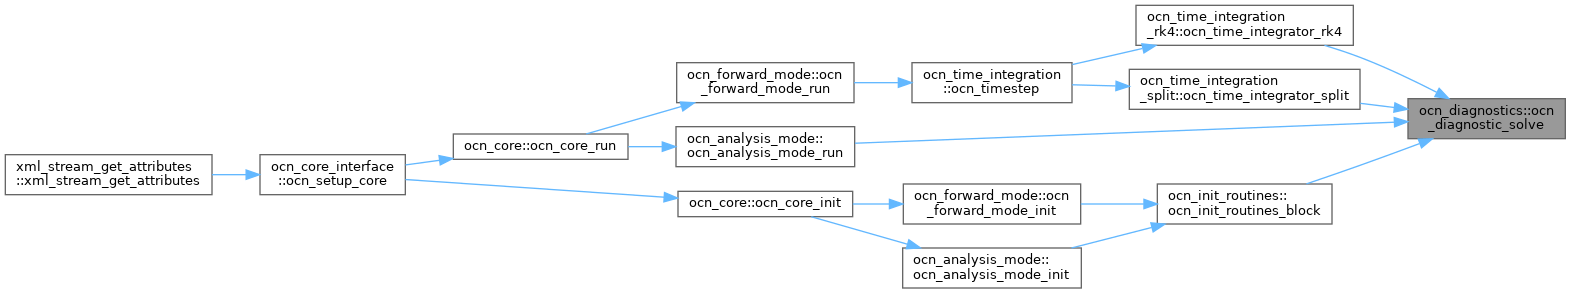 xml_stream_get_attributes
::xml_stream_get_attributes
ocn_core_interface
::ocn_setup_core
ocn_core::ocn_core_run
ocn_core::ocn_core_init
ocn_forward_mode::ocn
_forward_mode_run
ocn_analysis_mode::
ocn_analysis_mode_run
ocn_forward_mode::ocn
_forward_mode_init
ocn_analysis_mode::
ocn_analysis_mode_init
ocn_time_integration
::ocn_timestep
ocn_time_integration
_rk4::ocn_time_integrator_rk4
ocn_time_integration
_split::ocn_time_integrator_split
ocn_init_routines::
ocn_init_routines_block
ocn_diagnostics::ocn
_diagnostic_solve